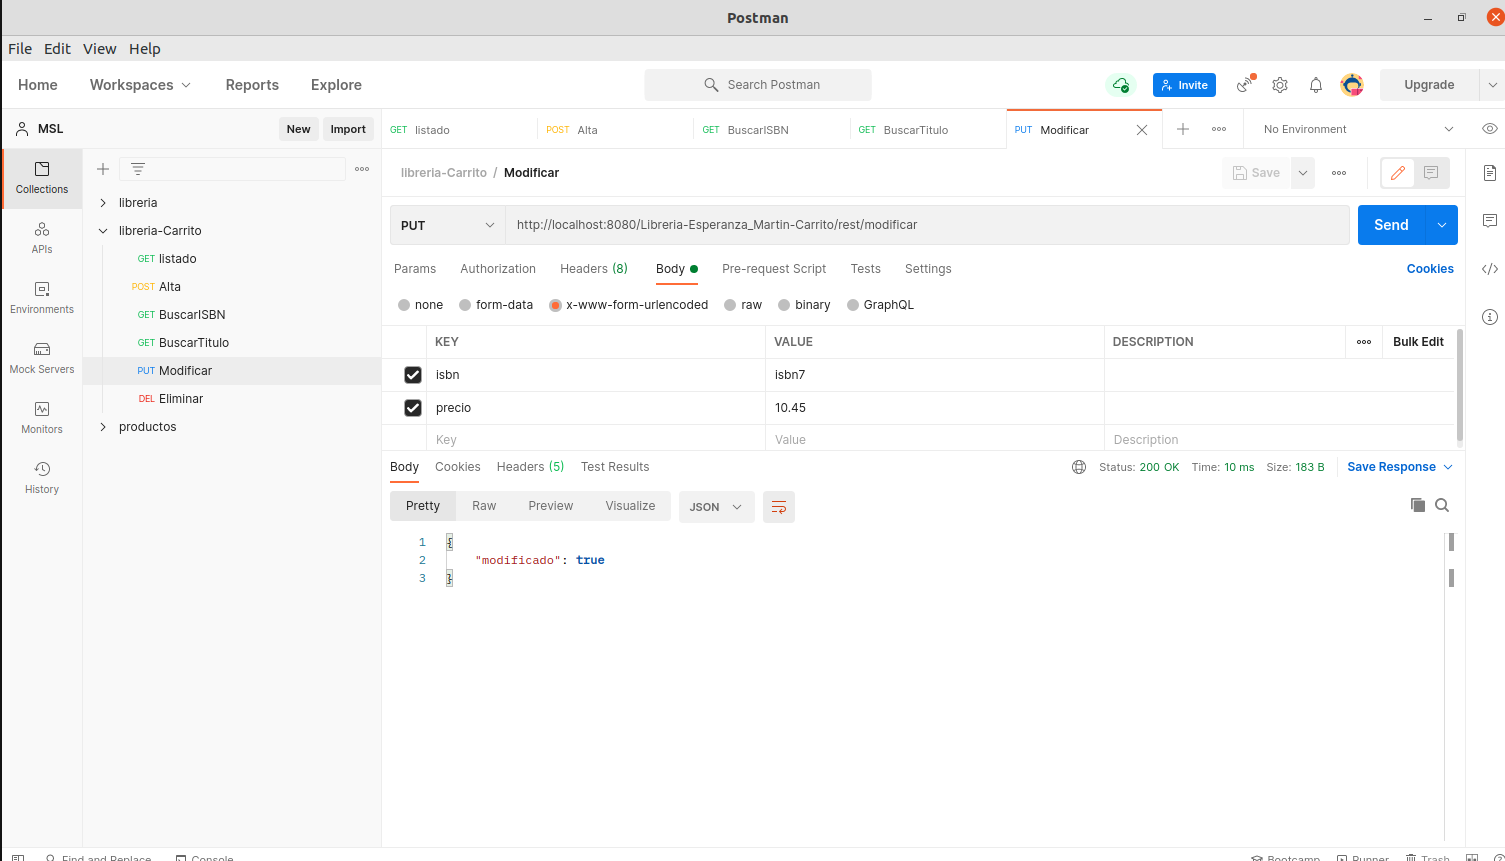 Postman
File Edit View Help
Home Workspaces Reports Explore Search Postman Invite Upgrade
MSL New Import GET listado POST Alta GET BuscarISBN GET BuscarTitulo PUT Modificar No Environment
Collections
APIs
Environments
Mock Servers
Monitors
History
libreria
libreria-Carrito
GET listado
POST Alta
GET BuscarISBN
GET BuscarTitulo
PUT Modificar
DEL Eliminar
productos
libreria-Carrito / Modificar Save
PUT http://localhost:8080/Libreria-Esperanza_Martin-Carrito/rest/modificar Send
Params Authorization Headers (8) Body Pre-request Script Tests Settings Cookies
none form-data x-www-form-urlencoded raw binary GraphQL
KEY VALUE DESCRIPTION Bulk Edit
isbn isbn7
precio 10.45
Key Value Description
Body Cookies Headers (5) Test Results Status: 200 OK Time: 10 ms Size: 183 B Save Response
Pretty Raw Preview Visualize JSON
1 {
2 "modificado": true
3 }
Find and Replace Console Bootcamp Runner Trash